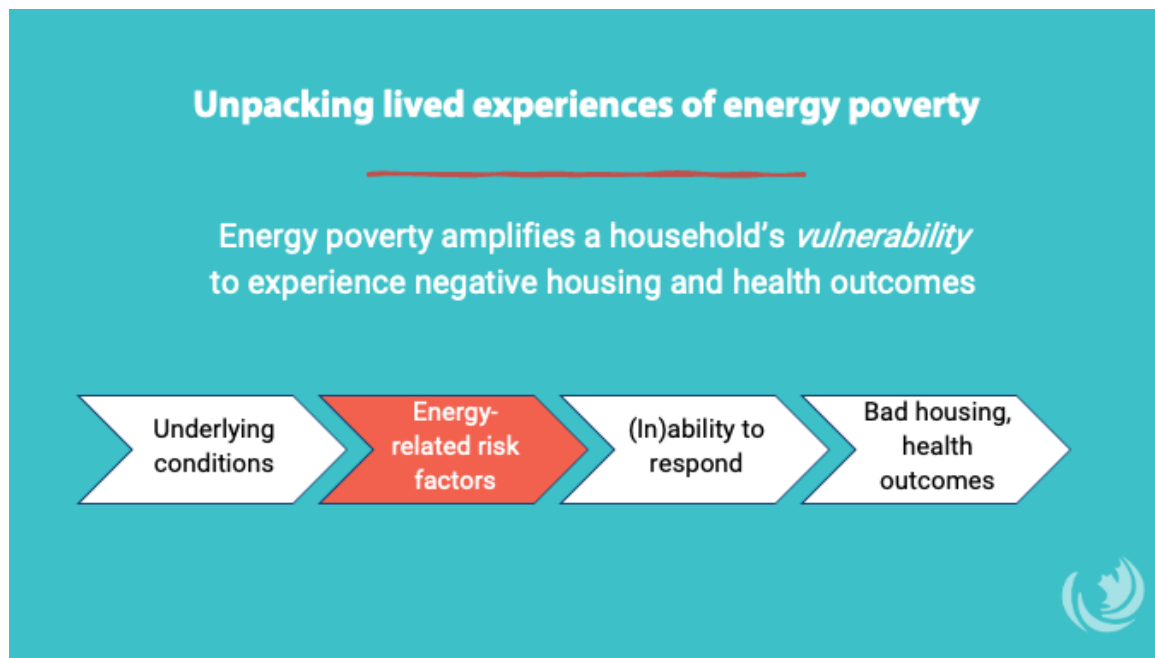 Unpacking lived experiences of energy poverty
Energy poverty amplifies a household’s vulnerability
to experience negative housing and health outcomes
Underlying
conditions
Energy-
related risk
factors
(In)ability to
respond
Bad housing,
health
outcomes